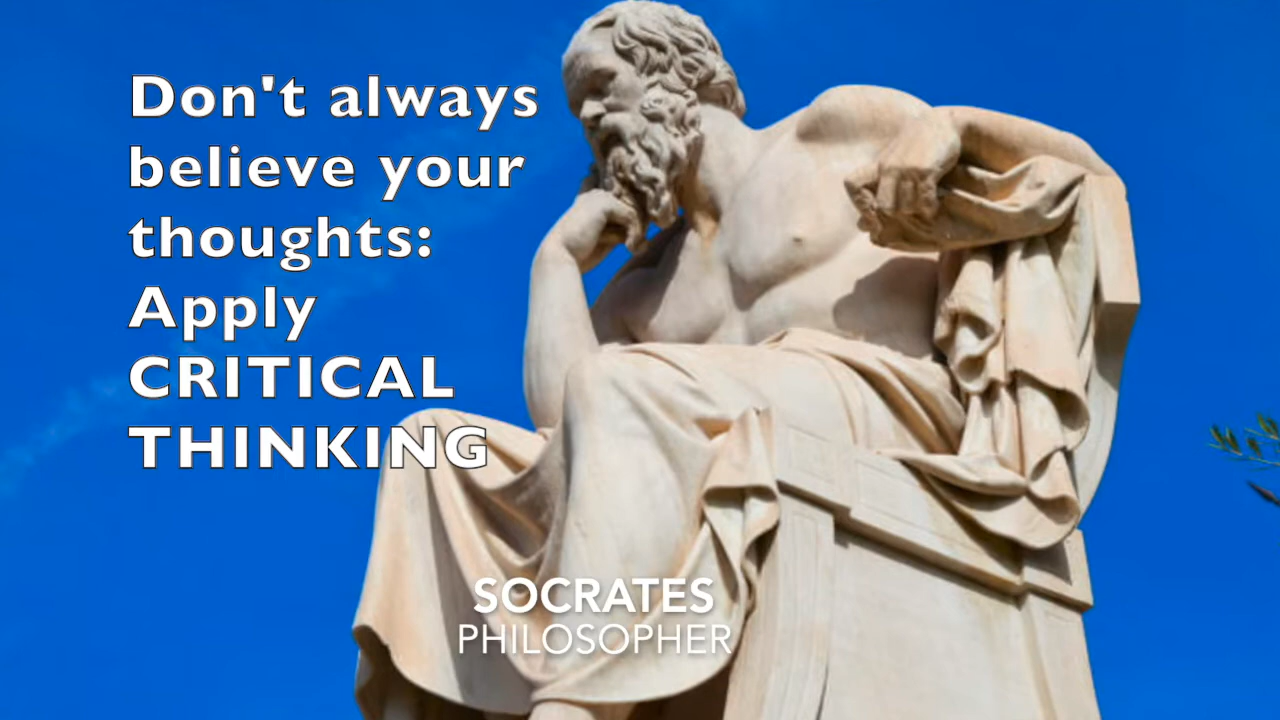 Don't always
believe your
thoughts:
Apply
CRITICAL
THINKING
SOCRATES
PHILOSOPHER